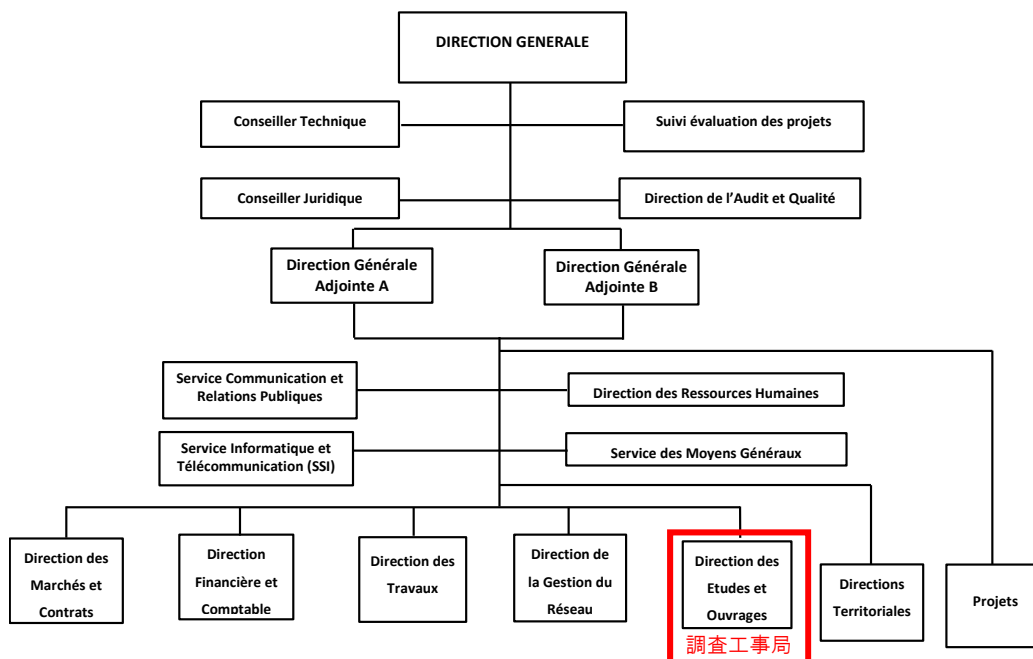 DIRECTION GENERALE
Conseiller Technique
Suivi évaluation des projets
Conseiller Juridique
Direction de l’Audit et Qualité
Direction Générale
Adjointe A
Direction Générale
Adjointe B
Service Communication et
Relations Publiques
Direction des Ressources Humaines
Service Informatique et
Télécommunication (SSI)
Service des Moyens Généraux
Direction des
Marchés et
Contrats
Direction
Financière et
Comptable
Direction des
Travaux
Direction de
la Gestion du
Réseau
Direction des
Etudes et
Ouvrages
調査工事局
Directions
Territoriales
Projets